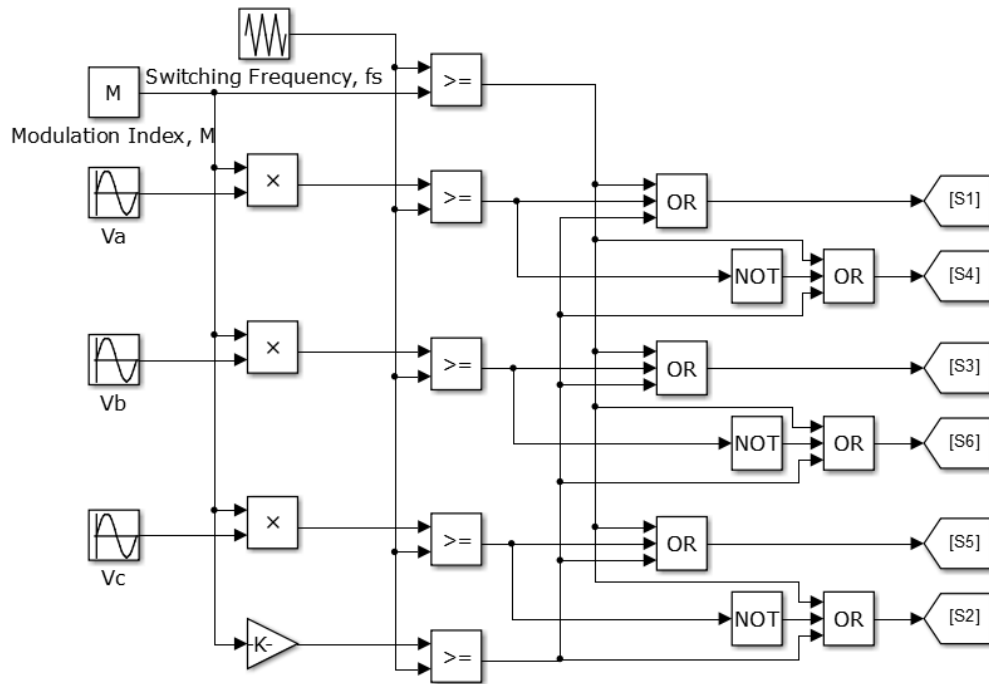 Switching Frequency, fs
>=
M
Modulation Index, M
×
>=
Va
OR
[S1]
NOT
OR
[S4]
×
>=
Vb
OR
[S3]
NOT
OR
[S6]
×
>=
Vc
OR
[S5]
NOT
OR
[S2]
-K-
>=